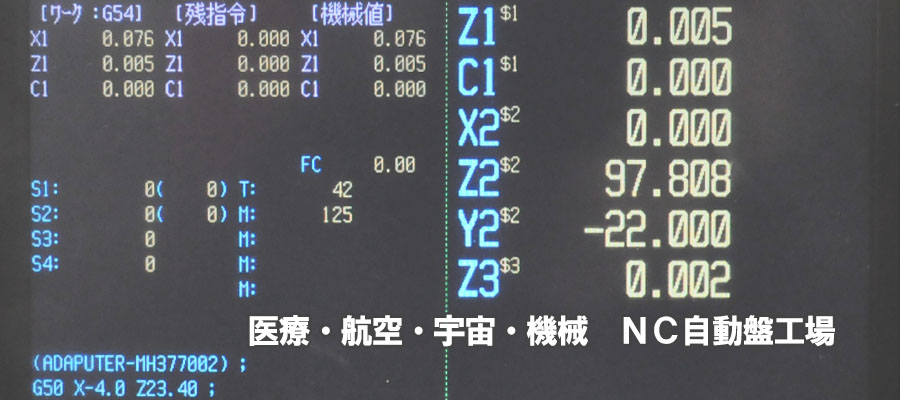 [ワーク:G54] [残指令] [機械値]
X1 0.076 X1 0.000 X1 0.076
Z1 0.005 Z1 0.000 Z1 0.005
C1 0.000 C1 0.000 C1 0.000
FC 0.00
S1: 0( 0) T: 42
S2: 0( 0) M: 125
S3: 0 M:
S4: 0 M:
M:
(ADAPUTER-MH377002) ;
G50 X-4.0 Z23.40 ;
Z1 $1 0.005
C1 $1 0.000
X2 $2 0.000
Z2 $2 97.808
Y2 $2 -22.000
Z3 $3 0.002
医療・航空・宇宙・機械 NC自動盤工場